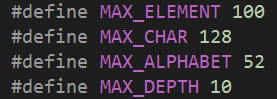 #define MAX_ELEMENT 100
#define MAX_CHAR 128
#define MAX_ALPHABET 52
#define MAX_DEPTH 10